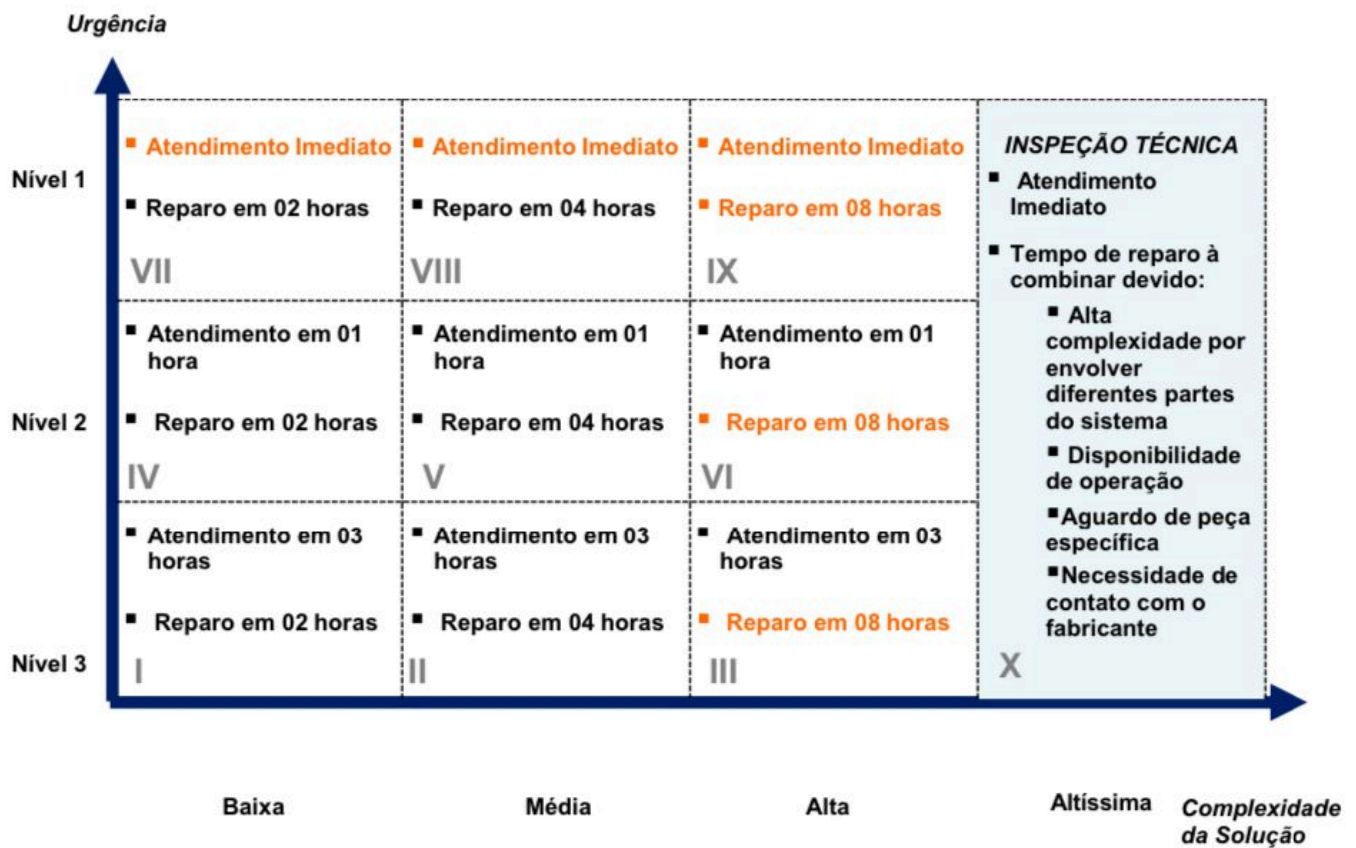 Urgência
Nível 1
▪ Atendimento Imediato
▪ Reparo em 02 horas
VII
▪ Atendimento Imediato
▪ Reparo em 04 horas
VIII
▪ Atendimento Imediato
▪ Reparo em 08 horas
IX
Nível 2
▪ Atendimento em 01
hora
▪ Reparo em 02 horas
IV
▪ Atendimento em 01
hora
▪ Reparo em 04 horas
V
▪ Atendimento em 01
hora
▪ Reparo em 08 horas
VI
Nível 3
▪ Atendimento em 03
horas
▪ Reparo em 02 horas
I
▪ Atendimento em 03
horas
▪ Reparo em 04 horas
II
▪ Atendimento em 03
horas
▪ Reparo em 08 horas
III
INSPEÇÃO TÉCNICA
▪ Atendimento
Imediato
▪ Tempo de reparo à
combinar devido:
▪ Alta
complexidade por
envolver
diferentes partes
do sistema
▪ Disponibilidade
de operação
▪Aguardo de peça
específica
▪Necessidade de
contato com o
fabricante
X
Baixa
Média
Alta
Altíssima
Complexidade
da Solução